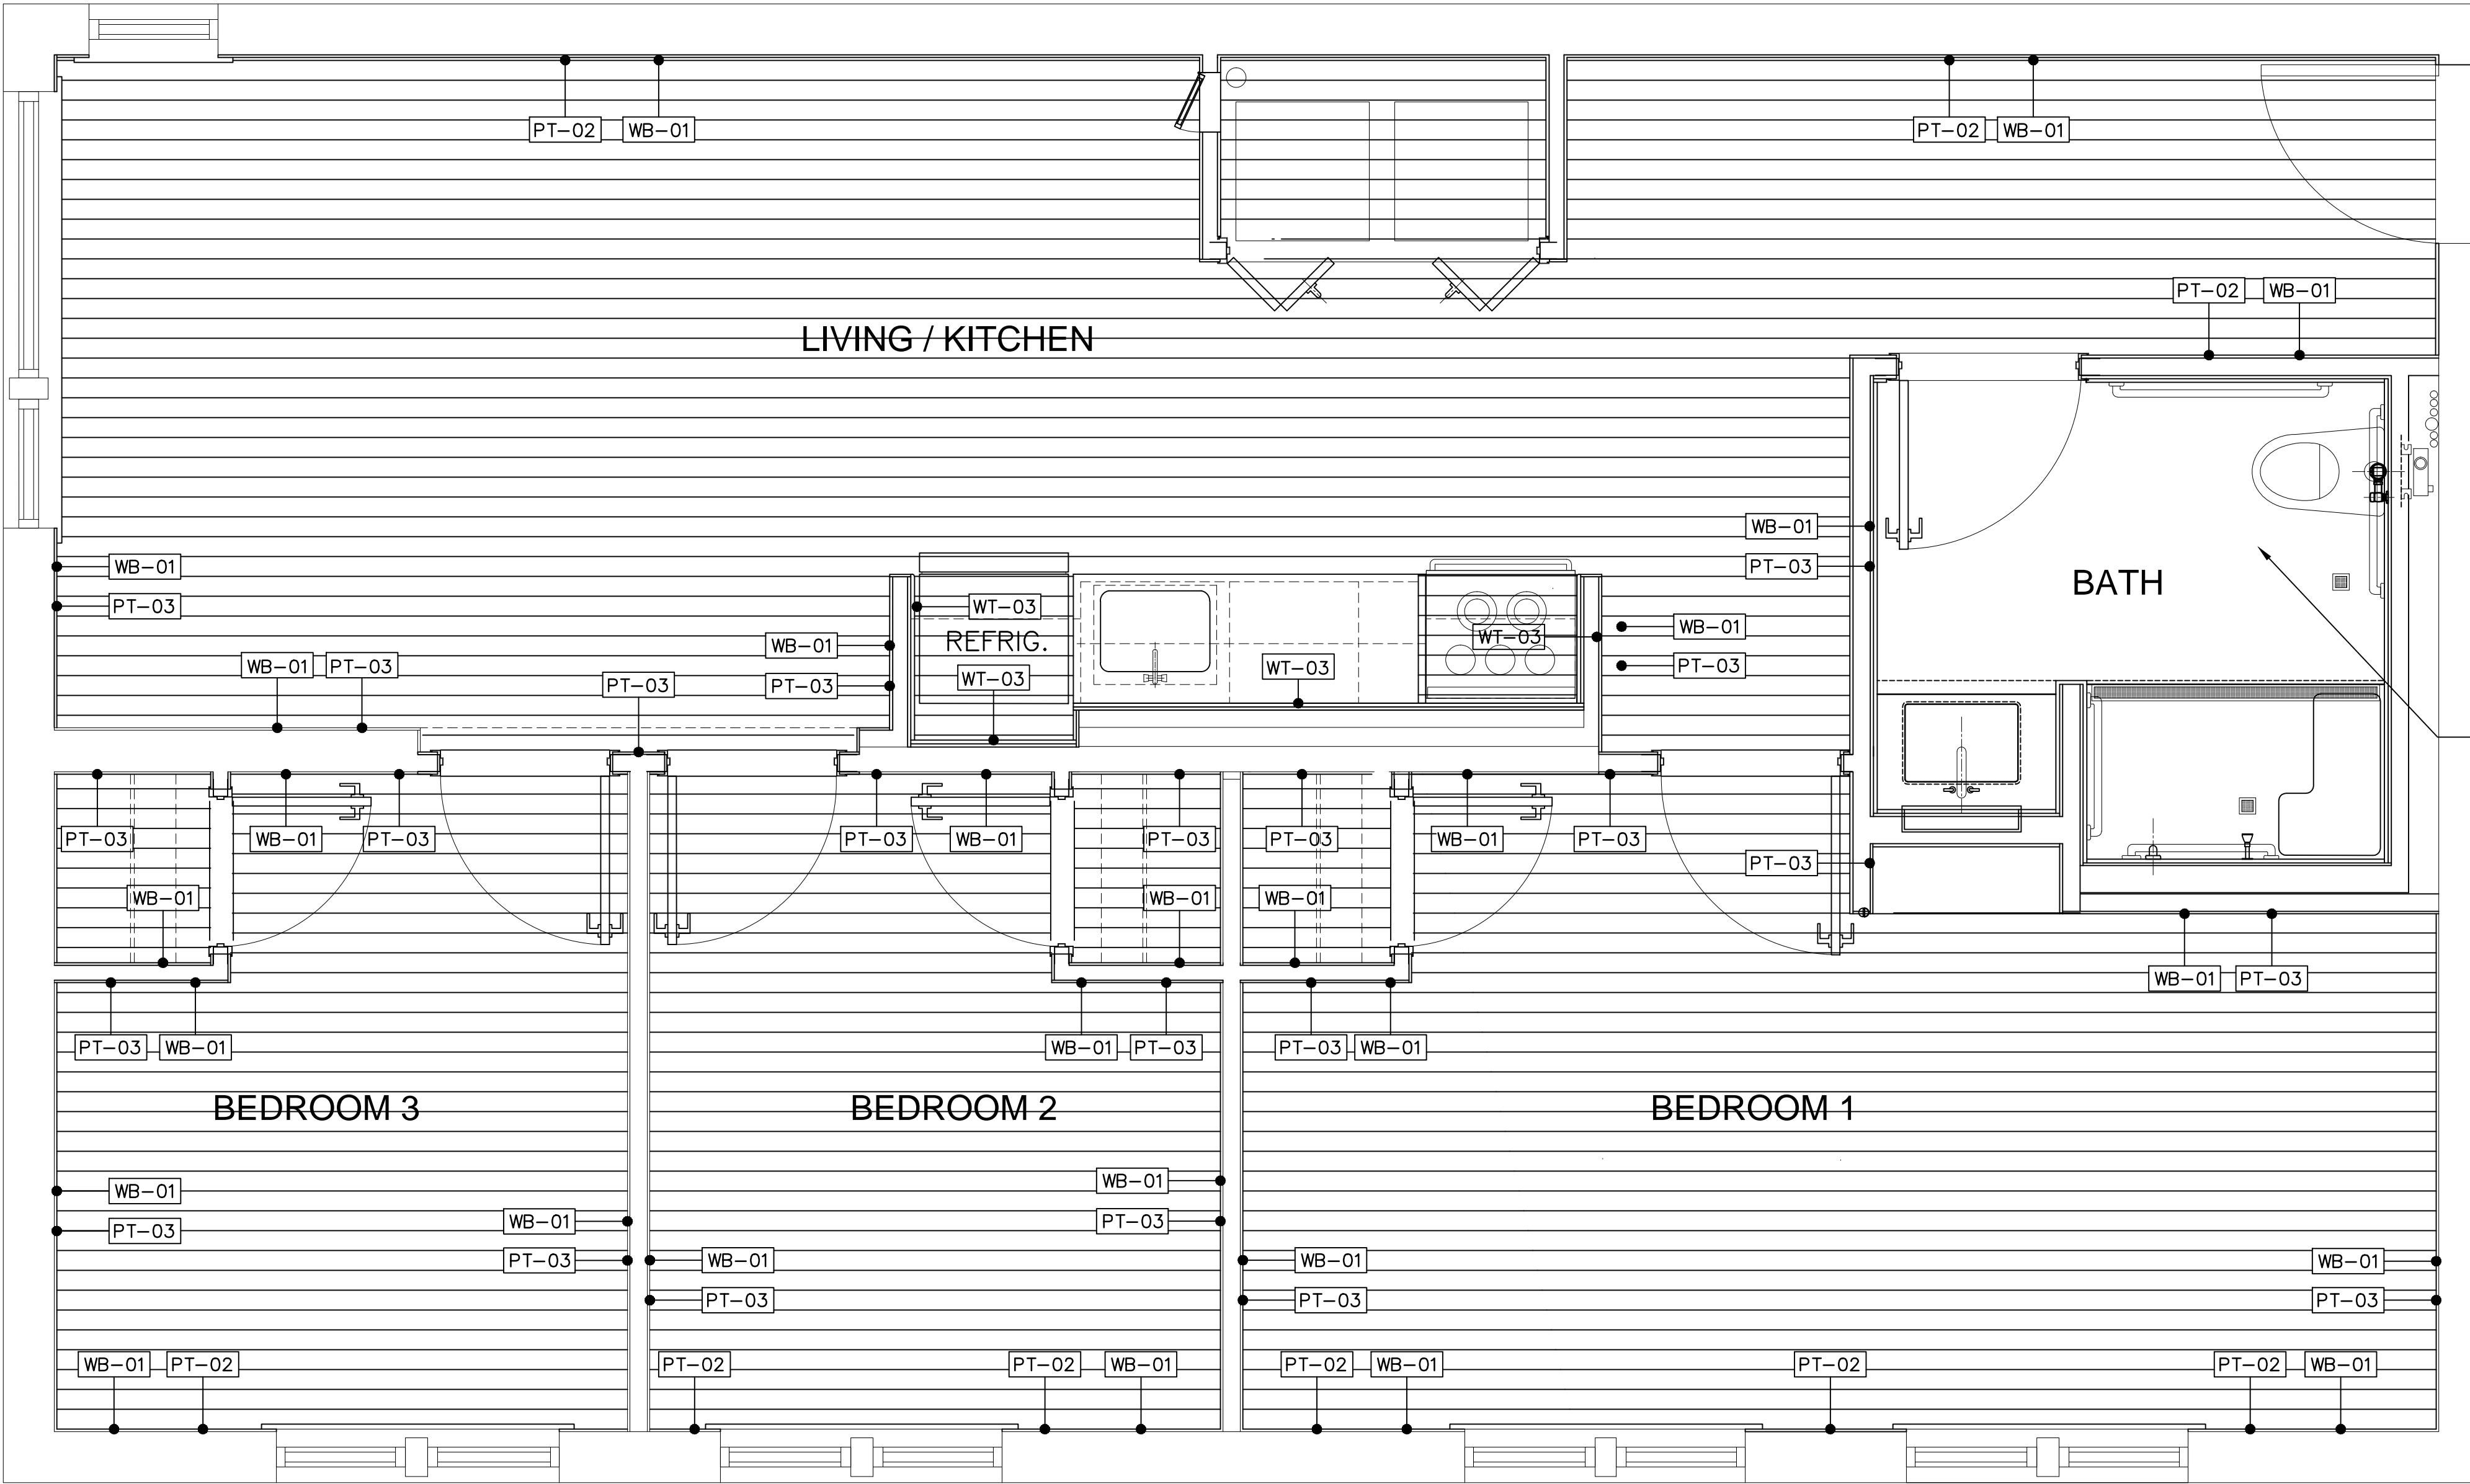 PT-02 WB-01 PT-02 WB-01
PT-02 WB-01
LIVING / KITCHEN
WB-01
WB-01
PT-03
BATH
WB-01
PT-03
WT-03
WB-01
WT-03
REFRIG.
WB-01
WB-01 PT-03
PT-03
WT-03
WT-03
PT-03
PT-03
PT-03
WB-01
PT-03
PT-03
WB-01
PT-03
PT-03
WB-01
PT-03
PT-03
WB-01
WB-01
WB-01
WB-01 PT-03
PT-03 WB-01
WB-01 PT-03
PT-03 WB-01
BEDROOM 3
BEDROOM 2
BEDROOM 1
WB-01
WB-01
PT-03
WB-01
PT-03
PT-03
WB-01
WB-01
WB-01
PT-03
PT-03
PT-03
WB-01 PT-02
PT-02
PT-02 WB-01
PT-02 WB-01
PT-02
PT-02 WB-01